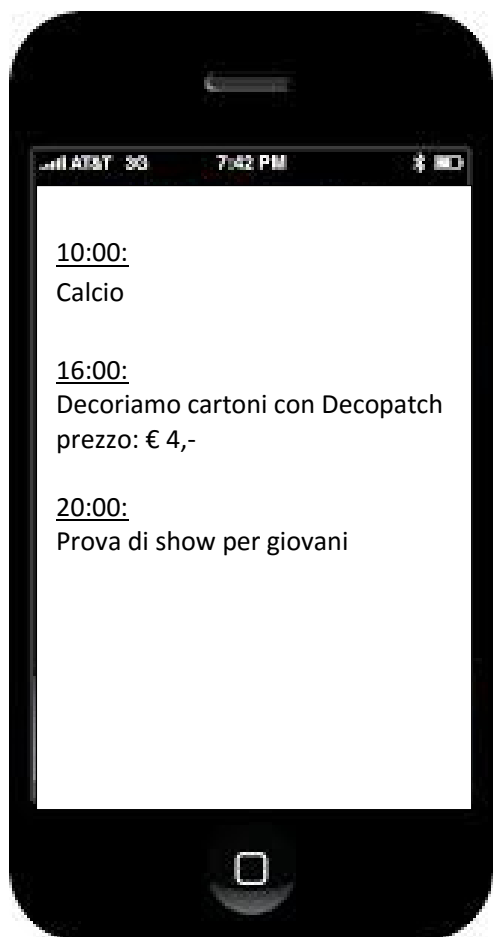 AT&T 3G 7:42 PM
10:00:
Calcio
16:00:
Decoriamo cartoni con Decopatch
prezzo: € 4,-
20:00:
Prova di show per giovani